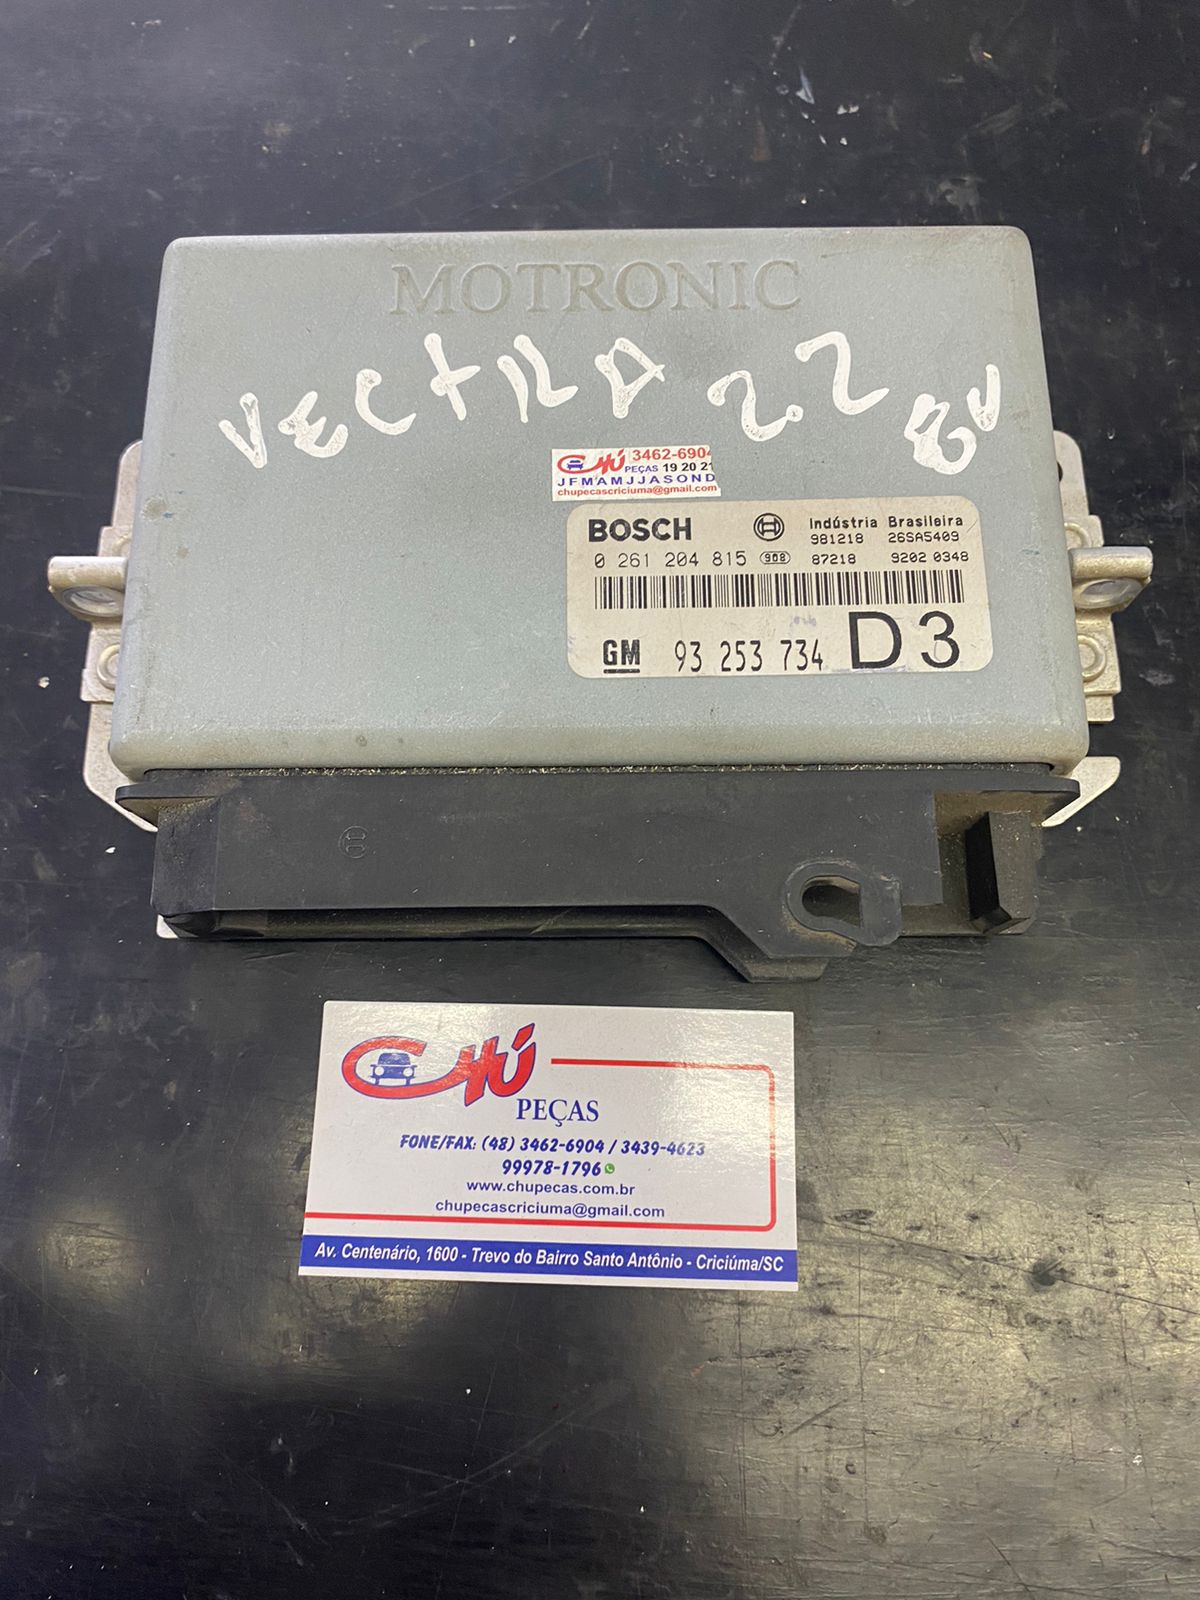 MOTRONIC
VECTRA 2.2 8V
CHÚ 3462-6904
PEÇAS 19 20 21
JFMAMJJASOND
chupecascriciuma@gmail.com
BOSCH Indústria Brasileira
981218 26SA5409
0 261 204 815 908 87218 9202 0348
GM 93 253 734 D3
CHÚ
PEÇAS
FONE/FAX: (48) 3462-6904 / 3439-4623
99978-1796
www.chupecas.com.br
chupecascriciuma@gmail.com
Av. Centenário, 1600 - Trevo do Bairro Santo Antônio - Criciúma/SC